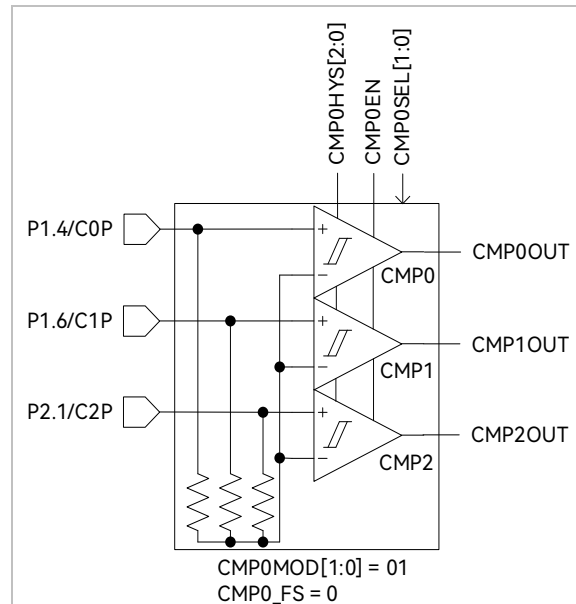 CMP0HYS[2:0]
CMP0EN
CMP0SEL[1:0]
P1.4/C0P
+
−
CMP0
CMP0OUT
P1.6/C1P
+
−
CMP1
CMP1OUT
P2.1/C2P
+
−
CMP2
CMP2OUT
CMP0MOD[1:0] = 01
CMP0_FS = 0